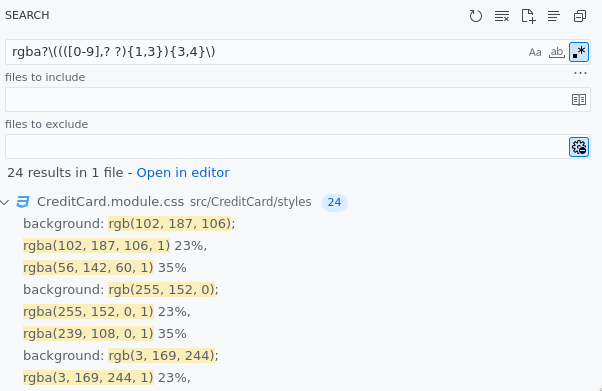 SEARCH
rgba?\((([0-9],? ?){1,3}){3,4}\)
Aa ab .*
files to include
...
files to exclude
24 results in 1 file - Open in editor
CreditCard.module.css src/CreditCard/styles 24
background: rgb(102, 187, 106);
rgba(102, 187, 106, 1) 23%,
rgba(56, 142, 60, 1) 35%
background: rgb(255, 152, 0);
rgba(255, 152, 0, 1) 23%,
rgba(239, 108, 0, 1) 35%
background: rgb(3, 169, 244);
rgba(3, 169, 244, 1) 23%,